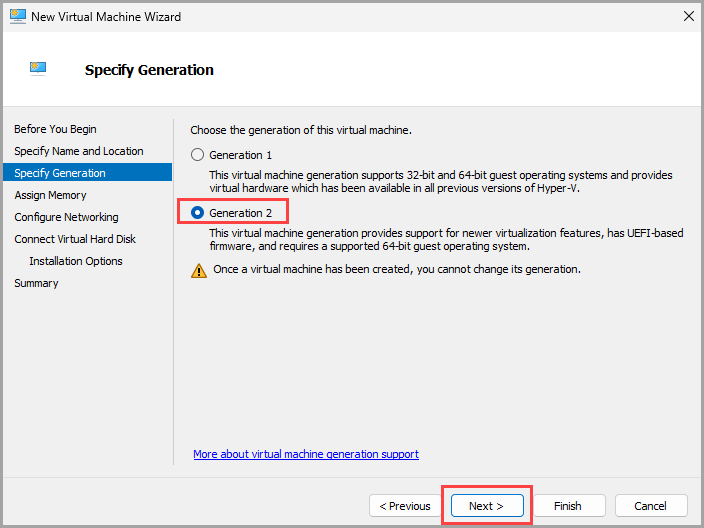 New Virtual Machine Wizard
Specify Generation
Before You Begin
Specify Name and Location
Specify Generation
Assign Memory
Configure Networking
Connect Virtual Hard Disk
Installation Options
Summary
Choose the generation of this virtual machine.
Generation 1
This virtual machine generation supports 32-bit and 64-bit guest operating systems and provides
virtual hardware which has been available in all previous versions of Hyper-V.
Generation 2
This virtual machine generation provides support for newer virtualization features, has UEFI-based
firmware, and requires a supported 64-bit guest operating system.
Once a virtual machine has been created, you cannot change its generation.
More about virtual machine generation support
< Previous
Next >
Finish
Cancel